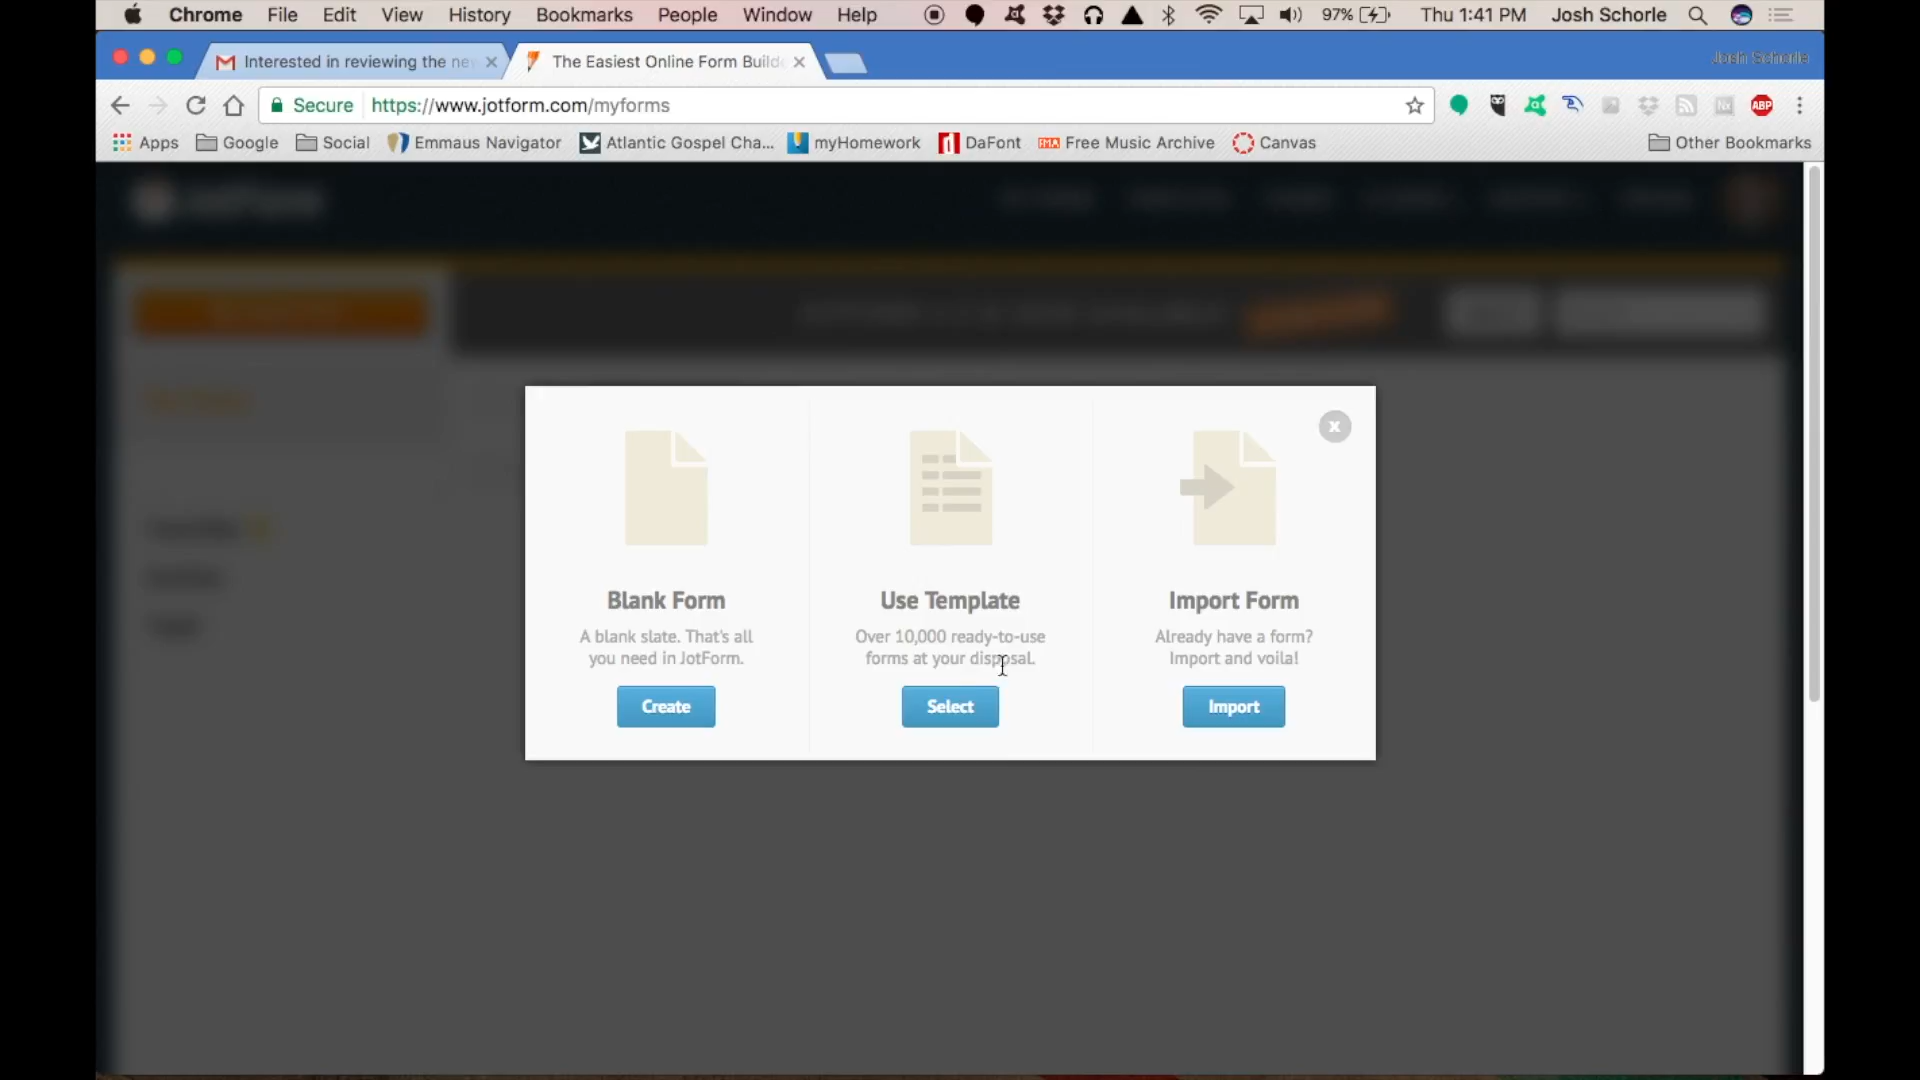 Chrome File Edit View History Bookmarks People Window Help 97% Thu 1:41 PM Josh Schorle
Interested in reviewing the ne The Easiest Online Form Build Josh Schorle
Secure https://www.jotform.com/myforms ABP
Apps Google Social Emmaus Navigator Atlantic Gospel Cha... myHomework DaFont FMA Free Music Archive Canvas Other Bookmarks
x
Blank Form
A blank slate. That's all
you need in JotForm.
Create
Use Template
Over 10,000 ready-to-use
forms at your disposal.
Select
Import Form
Already have a form?
Import and voila!
Import